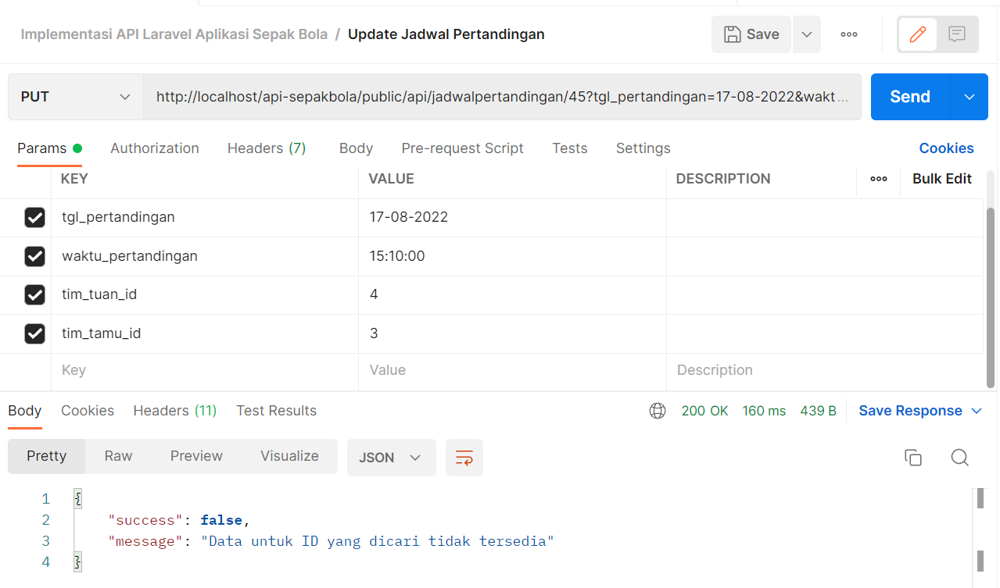 Implementasi API Laravel Aplikasi Sepak Bola / Update Jadwal Pertandingan Save
PUT http://localhost/api-sepakbola/public/api/jadwalpertandingan/45?tgl_pertandingan=17-08-2022&wakt... Send
Params Authorization Headers (7) Body Pre-request Script Tests Settings Cookies
KEY VALUE DESCRIPTION Bulk Edit
tgl_pertandingan 17-08-2022
waktu_pertandingan 15:10:00
tim_tuan_id 4
tim_tamu_id 3
Key Value Description
Body Cookies Headers (11) Test Results 200 OK 160 ms 439 B Save Response
Pretty Raw Preview Visualize JSON
1 {
2 "success": false,
3 "message": "Data untuk ID yang dicari tidak tersedia"
4 }